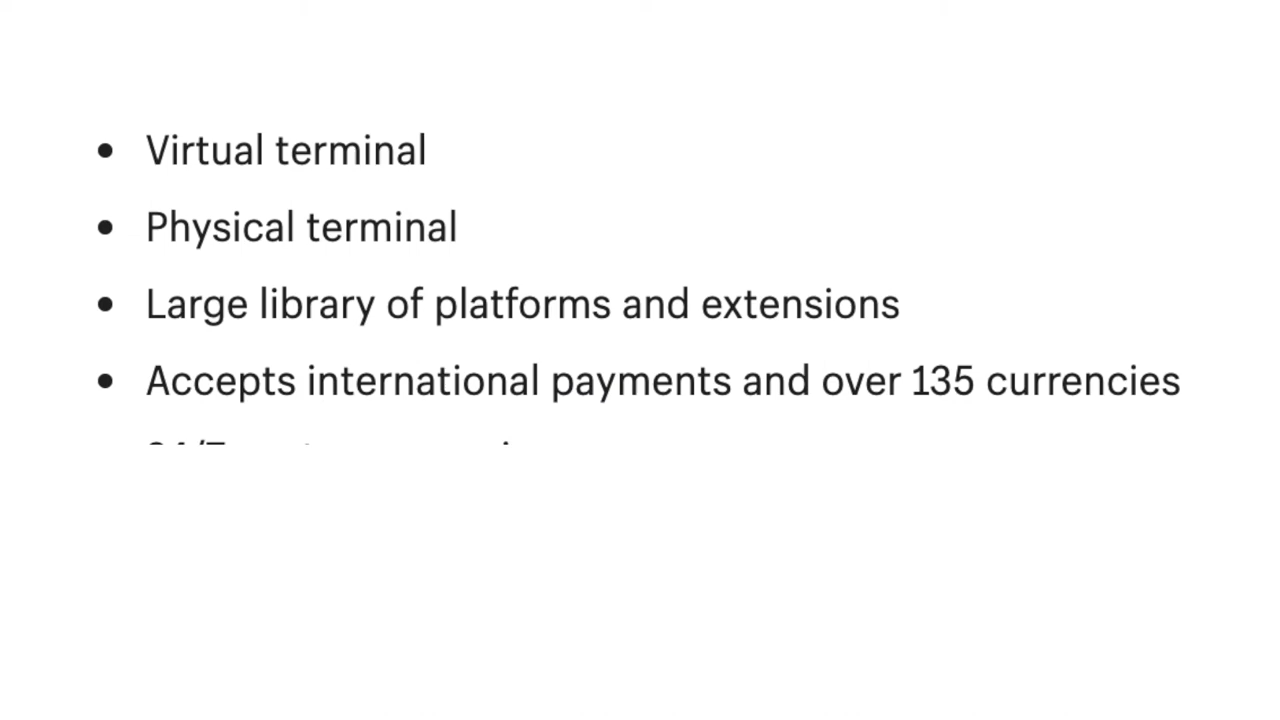 • Virtual terminal
• Physical terminal
• Large library of platforms and extensions
• Accepts international payments and over 135 currencies